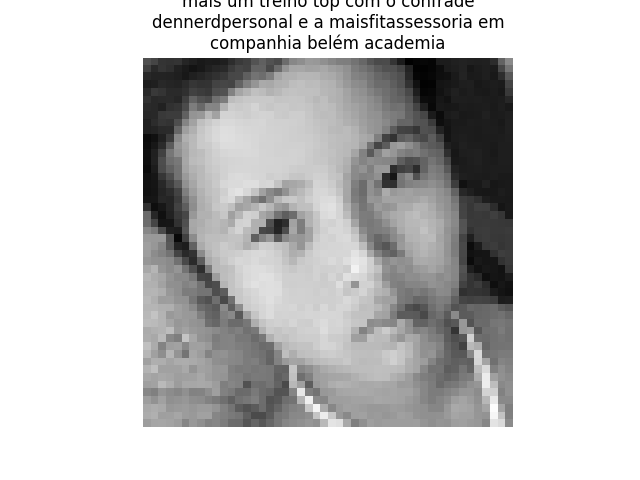 mais um treino top com o confrade
dennerdpersonal e a maisfitassessoria em
companhia belém academia